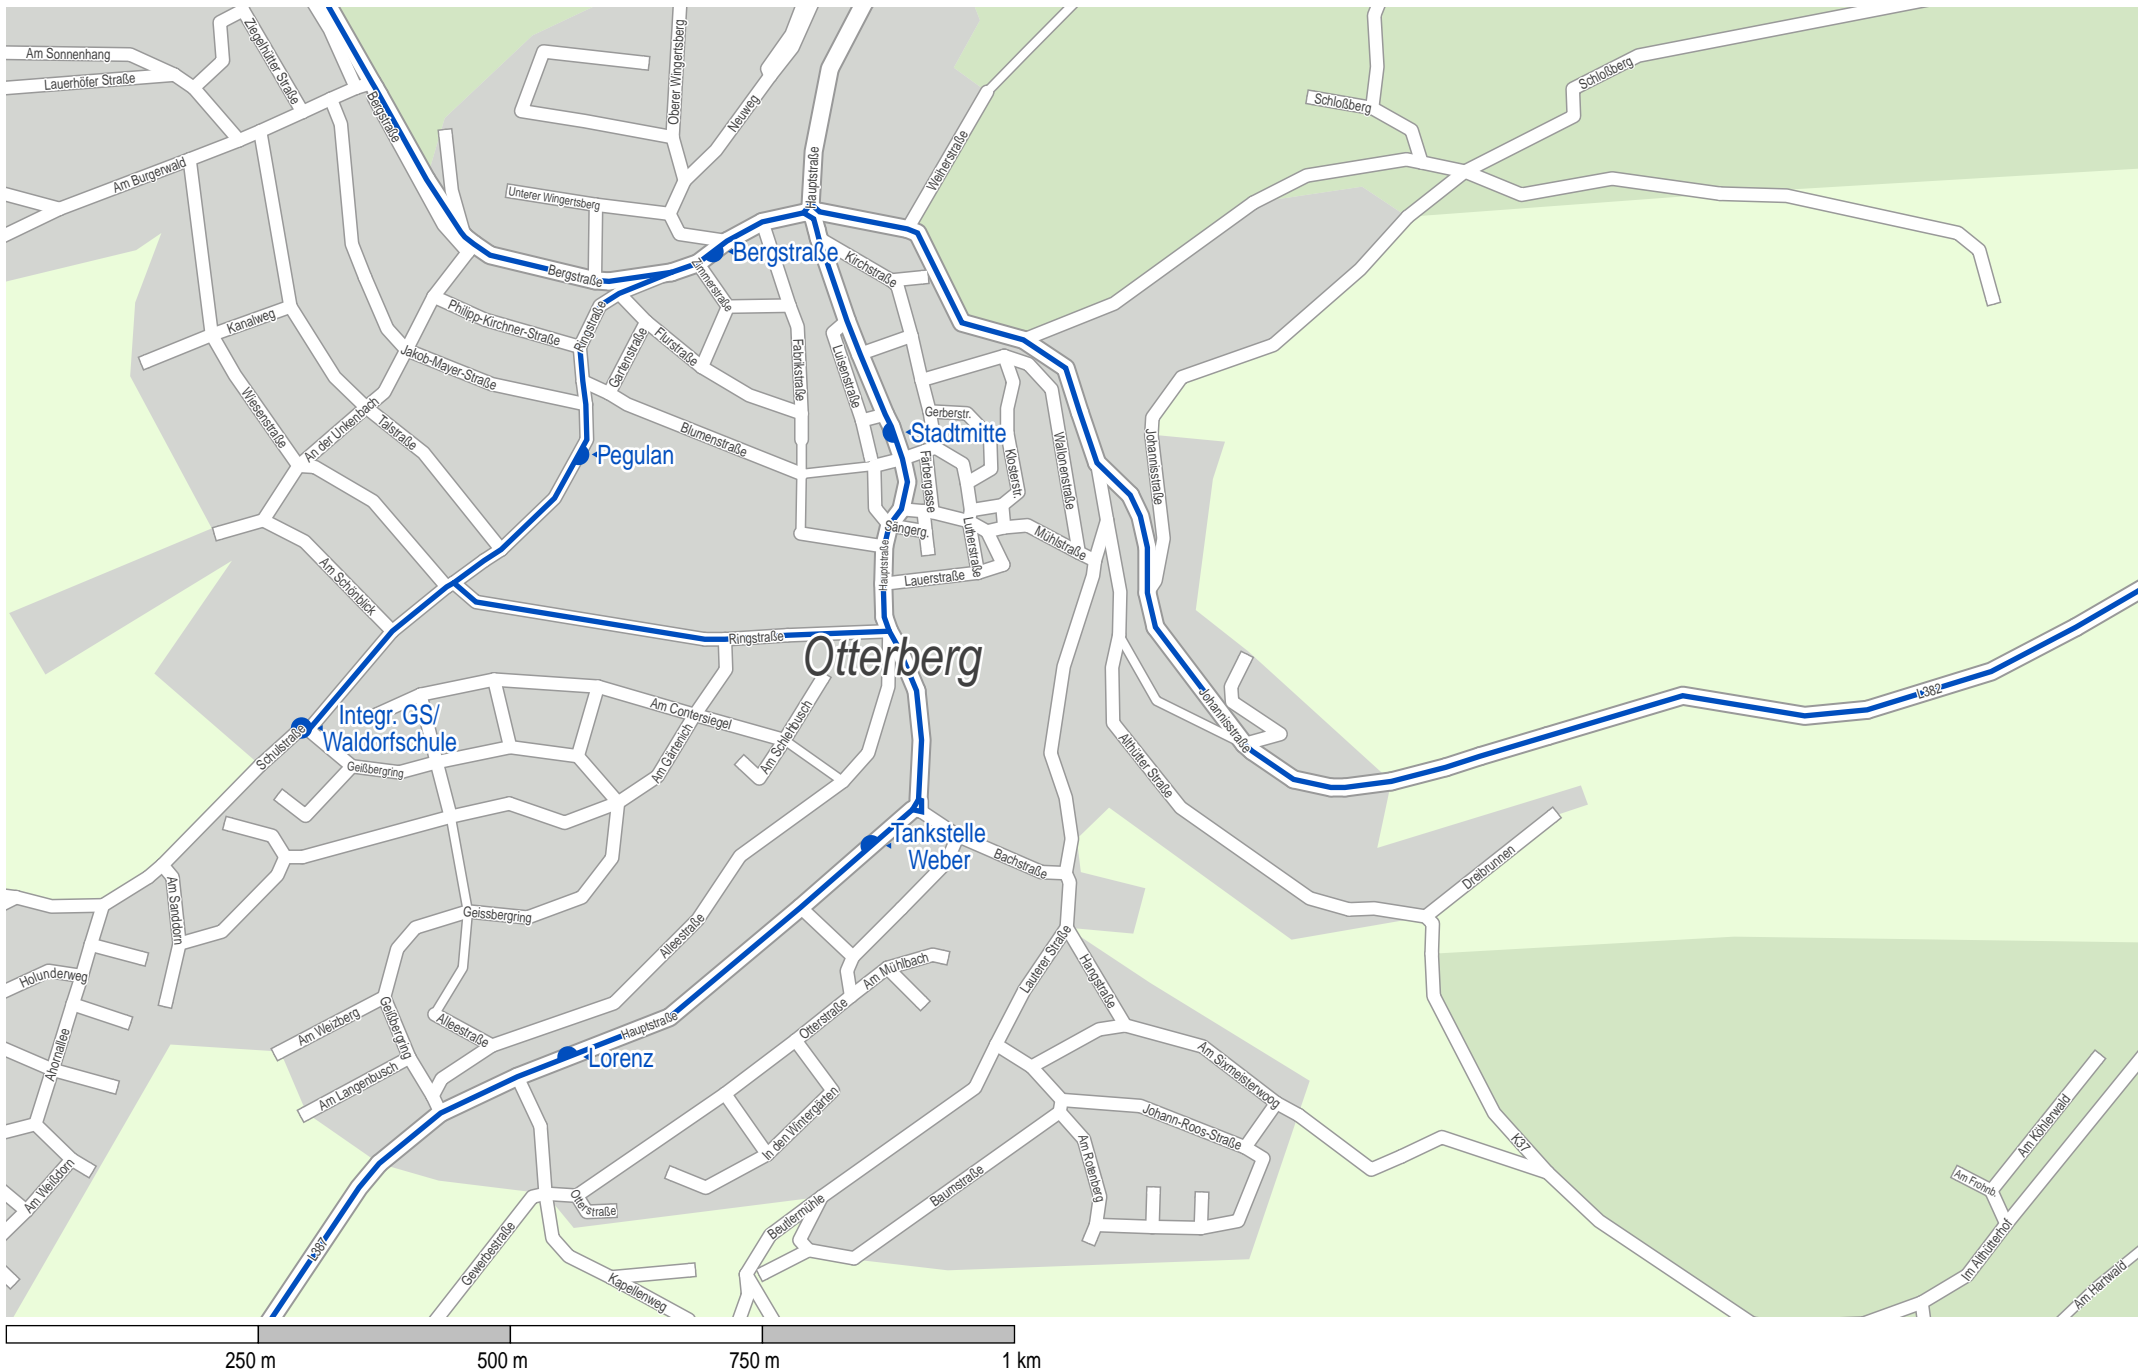 Am Sonnenhang
Lauerhöfer Straße
Ziegelhütter Straße
Bergstraße
Am Burgerwald
Oberer Wingertsberg
Neuweg
Unterer Wingertsberg
Hauptstraße
Weiherstraße
Schloßberg
Schloßberg
Bergstraße
Bergstraße
Zimmerstraße
Kirchstraße
Kanalweg
Philipp-Kirchner-Straße
Ringstraße
Gartenstraße
Flurstraße
Fabrikstraße
Luisenstraße
Jakob-Mayer-Straße
Wiesenstraße
An der Unkenbach
Talstraße
Blumenstraße
Gerberstr.
Stadtmitte
Pegulan
Färbergasse
Klosterstr.
Wallonenstraße
Johannisstraße
Sängerg.
Lutherstraße
Mühlstraße
Hauptstraße
Lauerstraße
Am Schönblick
Ringstraße
Otterberg
Integr. GS/
Waldorfschule
Schulstraße
Geißbergring
Am Contersiegel
Am Gärtenich
Am Schlehbusch
Althütter Straße
Johannisstraße
L382
Tankstelle
Weber
Bachstraße
Dreibrunnen
Am Sanddorn
Geissbergring
Alleestraße
Holunderweg
Am Mühlbach
Lauterer Straße
Hangstraße
Am Weizberg
Geißbergring
Alleestraße
Hauptstraße
Otterstraße
Ahornallee
Lorenz
Am Langenbusch
In den Wintergärten
Am Sixmeisterwoog
Johann-Roos-Straße
K37
Am Köhlerwald
Am Weißdorn
Am Rotenberg
Baumstraße
Am Frohnb.
Otterstraße
Beutlermühle
L387
Gewerbestraße
Kapellenweg
Im Althütterhof
Am Hartwald
250 m
500 m
750 m
1 km